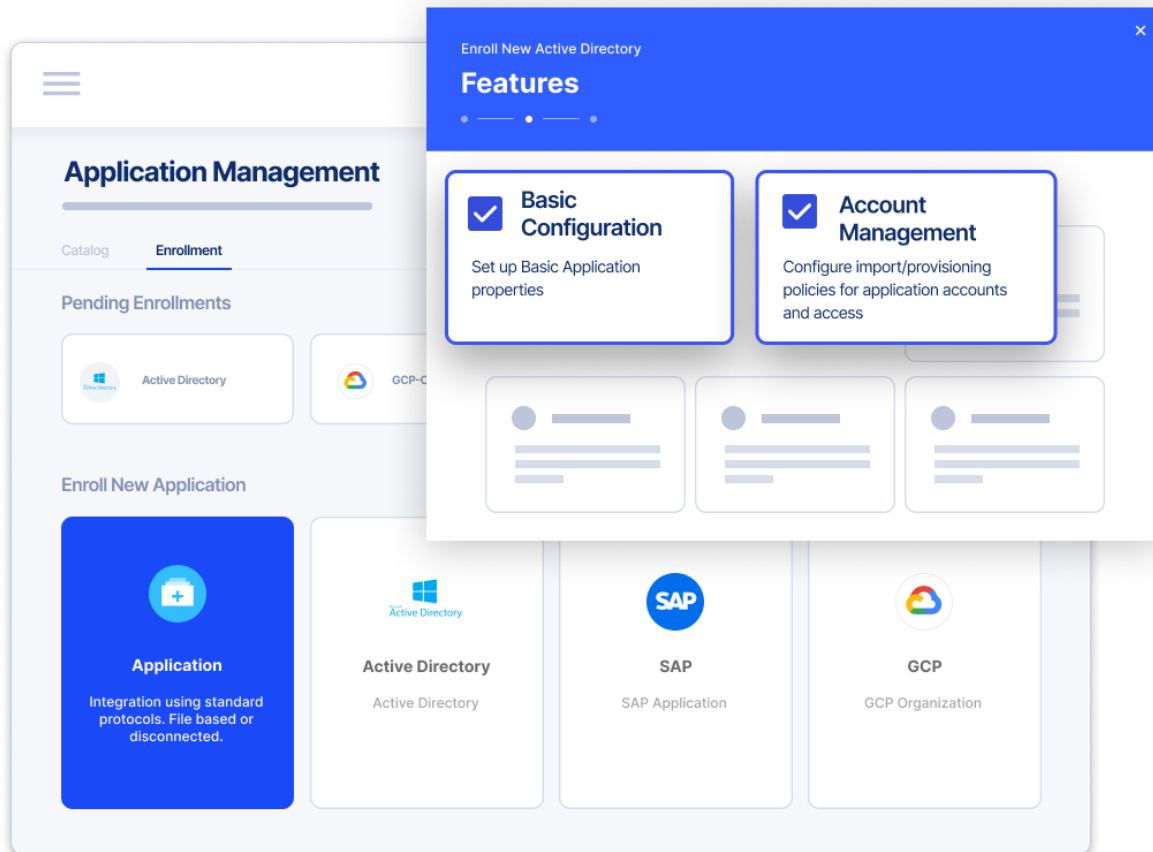 Enroll New Active Directory
Features
Application Management
Basic
Configuration
Set up Basic Application
properties
Account
Management
Configure import/provisioning
policies for application accounts
and access
Catalog
Enrollment
Pending Enrollments
Active Directory
Active Directory
Enroll New Application
Application
Integration using standard
protocols. File based or
disconnected.
Active Directory
Active Directory
Active Directory
SAP
SAP
SAP Application
GCP
GCP Organization